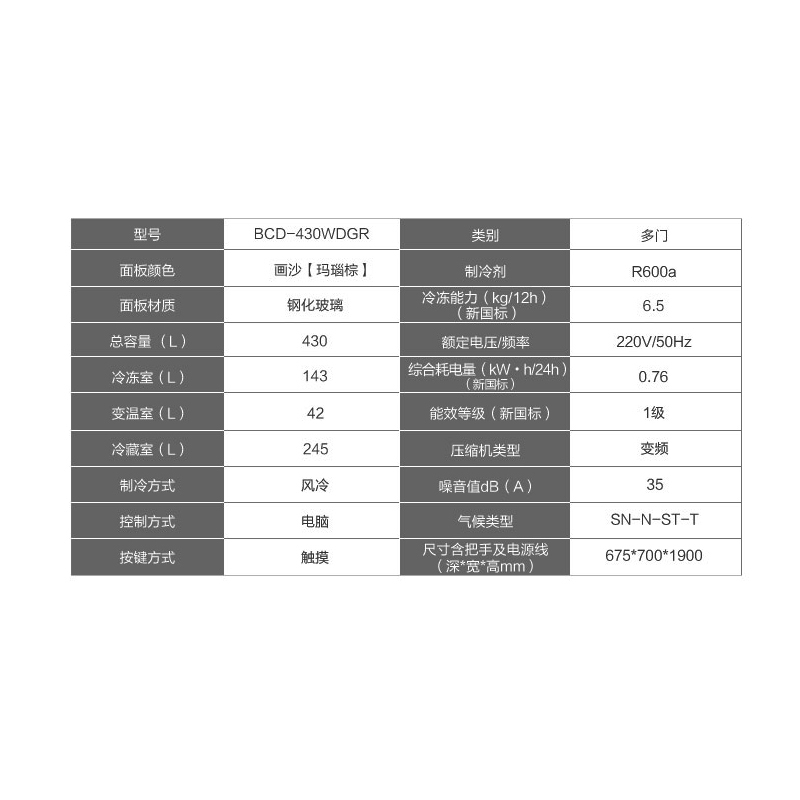 型号 BCD-430WDGR 类别 多门
面板颜色 画沙【玛瑙棕】 制冷剂 R600a
面板材质 钢化玻璃 冷冻能力（kg/12h）
（新国标） 6.5
总容量（L） 430 额定电压/频率 220V/50Hz
冷冻室（L） 143 综合耗电量（kW·h/24h）
（新国标） 0.76
变温室（L） 42 能效等级（新国标） 1级
冷藏室（L） 245 压缩机类型 变频
制冷方式 风冷 噪音值dB（A） 35
控制方式 电脑 气候类型 SN-N-ST-T
按键方式 触摸 尺寸含把手及电源线
（深*宽*高mm） 675*700*1900